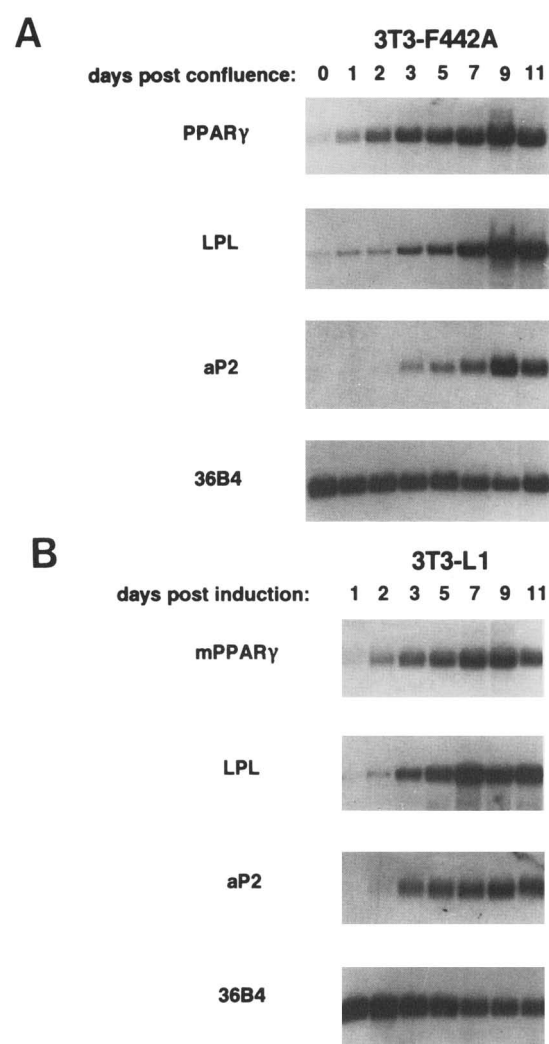 A
3T3-F442A
days post confluence: 0 1 2 3 5 7 9 11
PPARγ
LPL
aP2
36B4
B
3T3-L1
days post induction: 1 2 3 5 7 9 11
mPPARγ
LPL
aP2
36B4